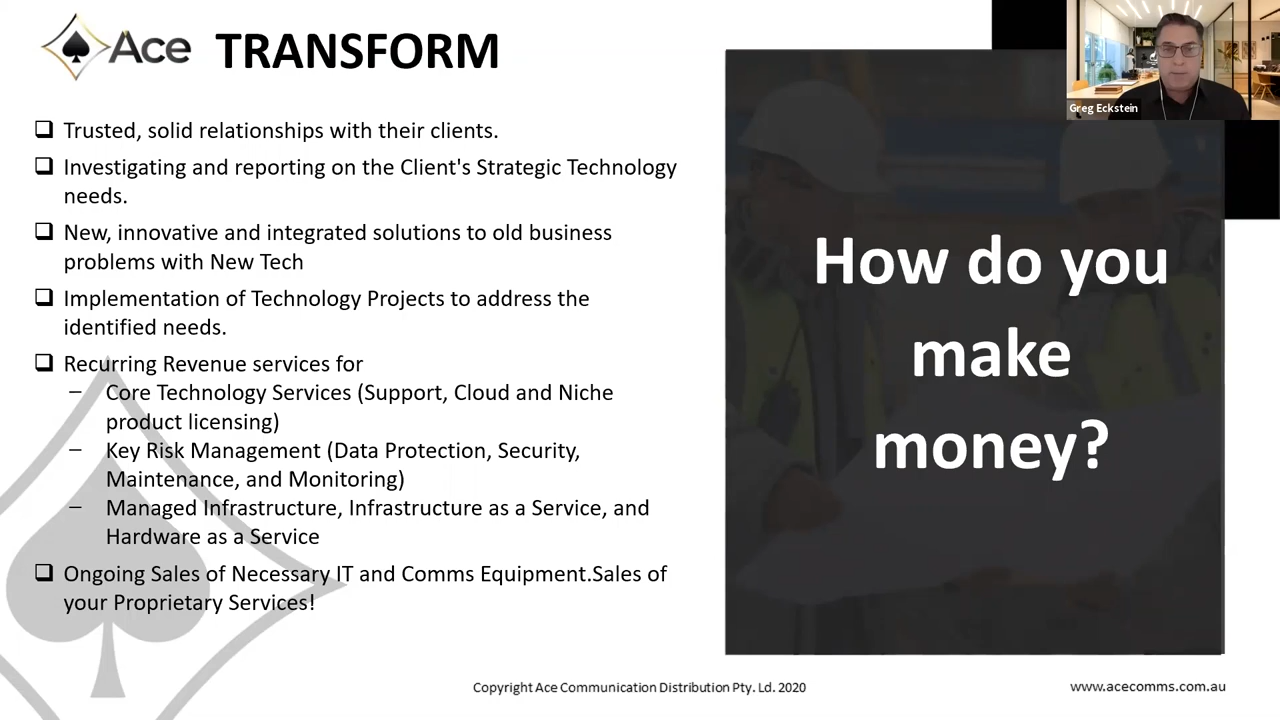 Ace TRANSFORM
❑ Trusted, solid relationships with their clients.
❑ Investigating and reporting on the Client's Strategic Technology
needs.
❑ New, innovative and integrated solutions to old business
problems with New Tech
❑ Implementation of Technology Projects to address the
identified needs.
❑ Recurring Revenue services for
– Core Technology Services (Support, Cloud and Niche
product licensing)
– Key Risk Management (Data Protection, Security,
Maintenance, and Monitoring)
– Managed Infrastructure, Infrastructure as a Service, and
Hardware as a Service
❑ Ongoing Sales of Necessary IT and Comms Equipment.Sales of
your Proprietary Services!
How do you
make
money?
Greg Eckstein
Copyright Ace Communication Distribution Pty. Ld. 2020
www.acecomms.com.au